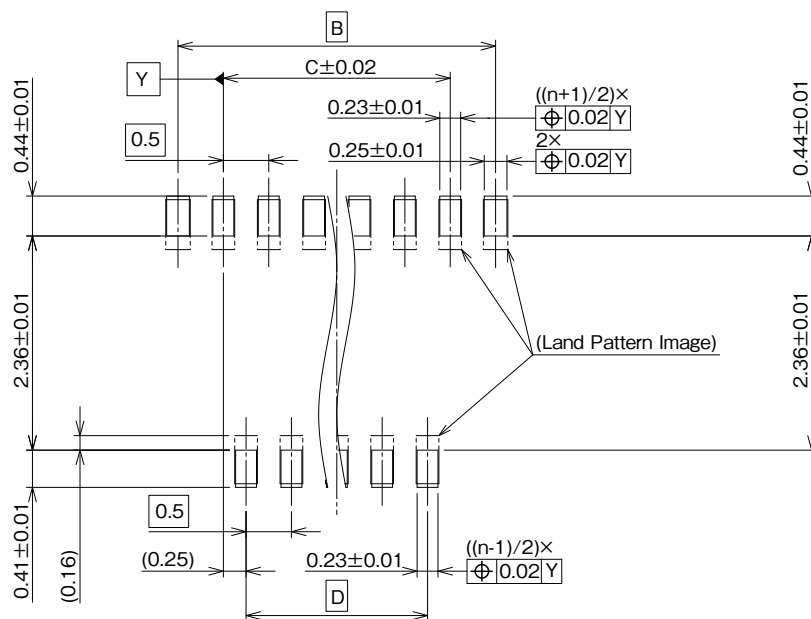 B
Y
C±0.02
((n+1)/2)×
0.23±0.01
⌖ 0.02 Y
0.44±0.01
0.44±0.01
0.5
0.25±0.01
2×
⌖ 0.02 Y
2.36±0.01
2.36±0.01
(Land Pattern Image)
0.41±0.01
(0.16)
0.5
(0.25)
0.23±0.01
((n-1)/2)×
⌖ 0.02 Y
D